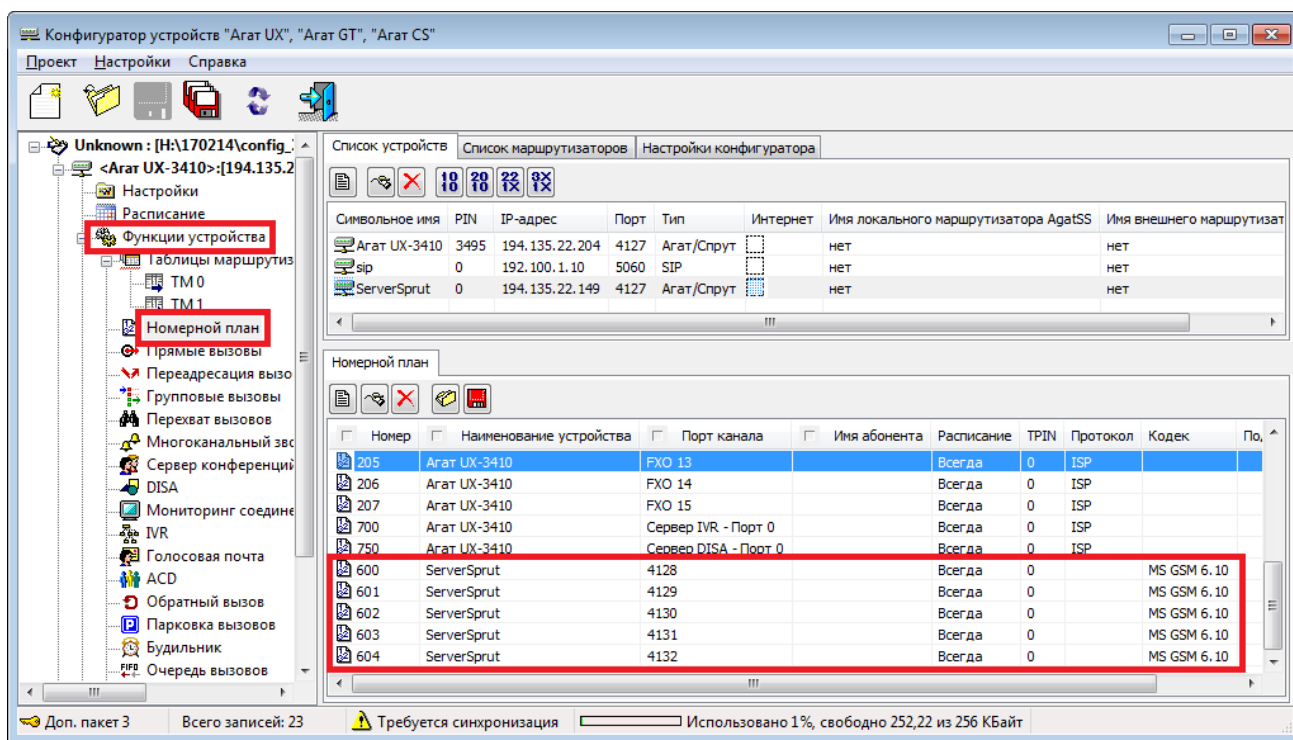 Конфигуратор устройств "Агат UX", "Агат GT", "Агат CS"
Проект Настройки Справка
Unknown : [H:\170214\config_
<Агат UX-3410>:[194.135.2
Настройки
Расписание
Функции устройства
Таблицы маршрутиз
TM 0
TM 1
Номерной план
Прямые вызовы
Переадресация вызо
Групповые вызовы
Перехват вызовов
Многоканальный зво
Сервер конференций
DISA
Мониторинг соедине
IVR
Голосовая почта
ACD
Обратный вызов
Парковка вызовов
Будильник
FIFO Очередь вызовов
Список устройств Список маршрутизаторов Настройки конфигуратора
10 10 20 10 22 1X 3X 1X
Символьное имя PIN IP-адрес Порт Тип Интернет Имя локального маршрутизатора AgatSS Имя внешнего маршрутизат
Агат UX-3410 3495 194.135.22.204 4127 Агат/Спрут нет нет
sip 0 192.100.1.10 5060 SIP нет нет
ServerSprut 0 194.135.22.149 4127 Агат/Спрут нет нет
Номерной план
Номер Наименование устройства Порт канала Имя абонента Расписание TPIN Протокол Кодек По
205 Агат UX-3410 FXO 13 Всегда 0 ISP
206 Агат UX-3410 FXO 14 Всегда 0 ISP
207 Агат UX-3410 FXO 15 Всегда 0 ISP
700 Агат UX-3410 Сервер IVR - Порт 0 Всегда 0 ISP
750 Агат UX-3410 Сервер DISA - Порт 0 Всегда 0 ISP
600 ServerSprut 4128 Всегда 0 MS GSM 6.10
601 ServerSprut 4129 Всегда 0 MS GSM 6.10
602 ServerSprut 4130 Всегда 0 MS GSM 6.10
603 ServerSprut 4131 Всегда 0 MS GSM 6.10
604 ServerSprut 4132 Всегда 0 MS GSM 6.10
Доп. пакет 3 Всего записей: 23 Требуется синхронизация Использовано 1%, свободно 252,22 из 256 КБайт